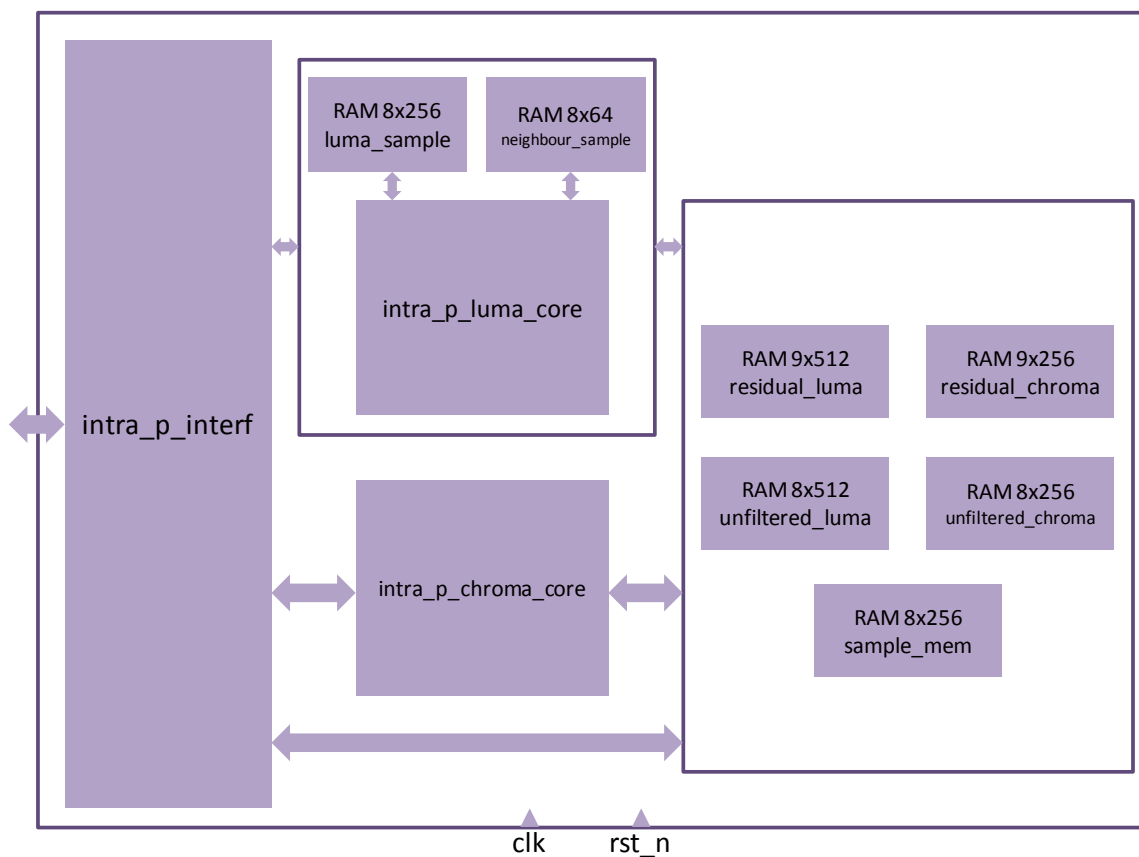 intra_p_interf
RAM 8x256
luma_sample
RAM 8x64
neighbour_sample
intra_p_luma_core
intra_p_chroma_core
RAM 9x512
residual_luma
RAM 9x256
residual_chroma
RAM 8x512
unfiltered_luma
RAM 8x256
unfiltered_chroma
RAM 8x256
sample_mem
clk
rst_n